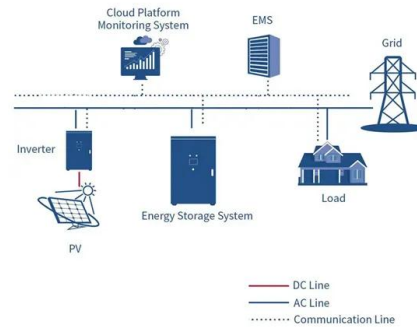 Cloud Platform
Monitoring System
EMS
Grid
Inverter
Energy Storage System
Load
PV
DC Line
AC Line
Communication Line